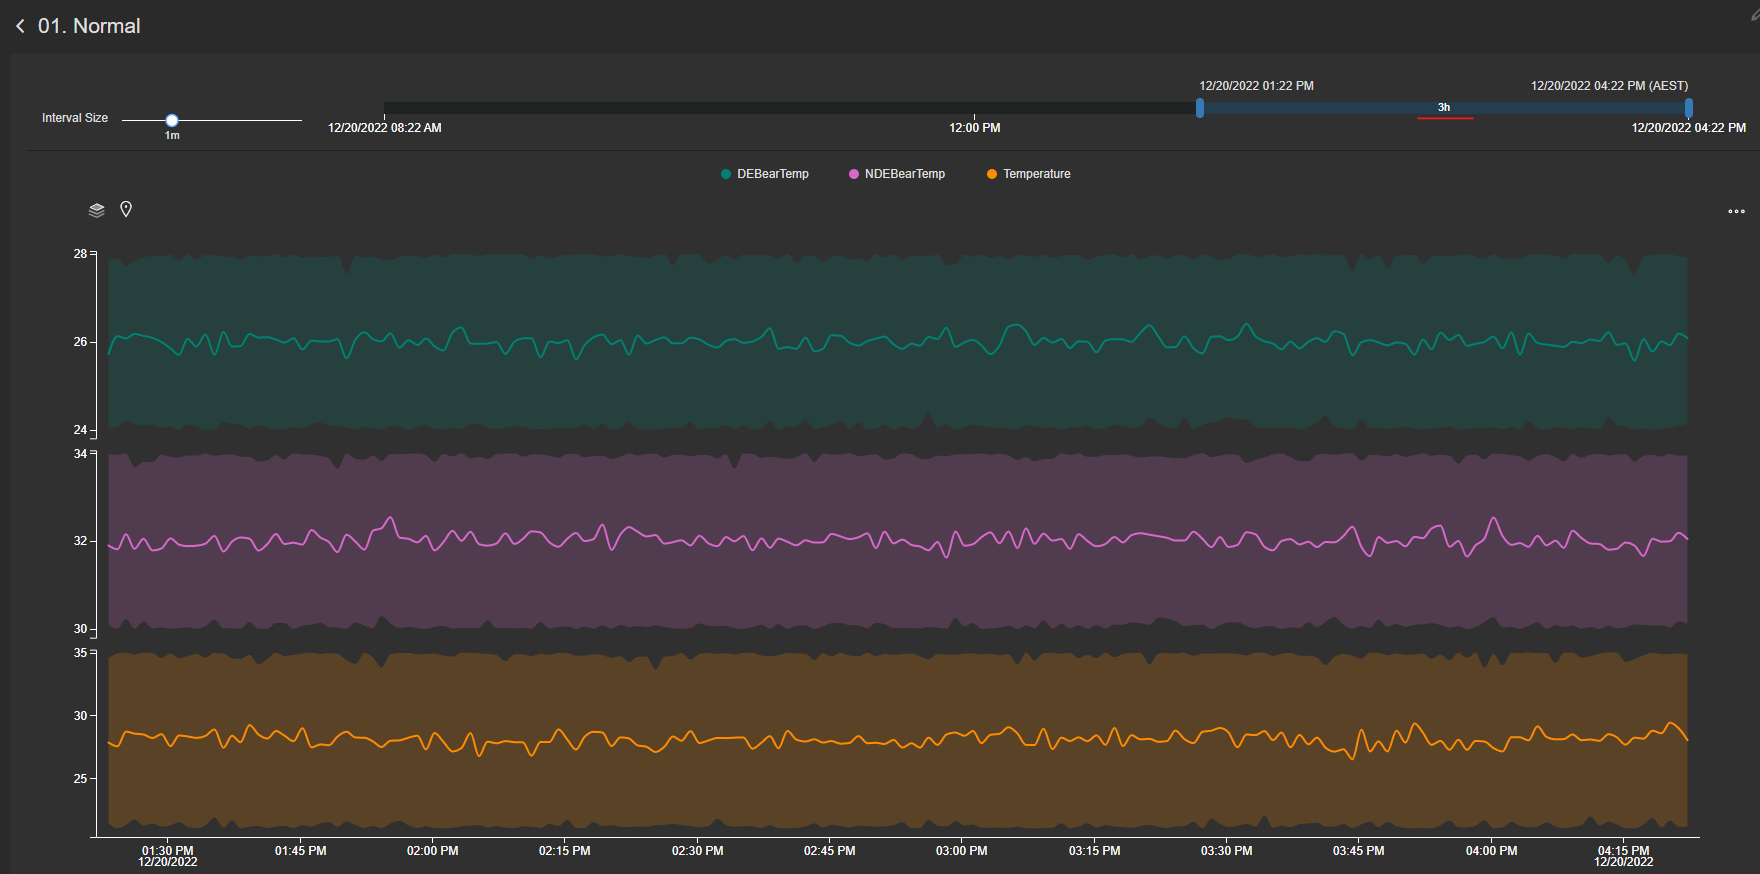 01. Normal
12/20/2022 01:22 PM 12/20/2022 04:22 PM (AEST)
3h
Interval Size
1m
12/20/2022 08:22 AM 12:00 PM 12/20/2022 04:22 PM
DEBearTemp NDEBearTemp Temperature
28
26
24
34
32
30
35
30
25
01:30 PM 01:45 PM 02:00 PM 02:15 PM 02:30 PM 02:45 PM 03:00 PM 03:15 PM 03:30 PM 03:45 PM 04:00 PM 04:15 PM
12/20/2022 12/20/2022